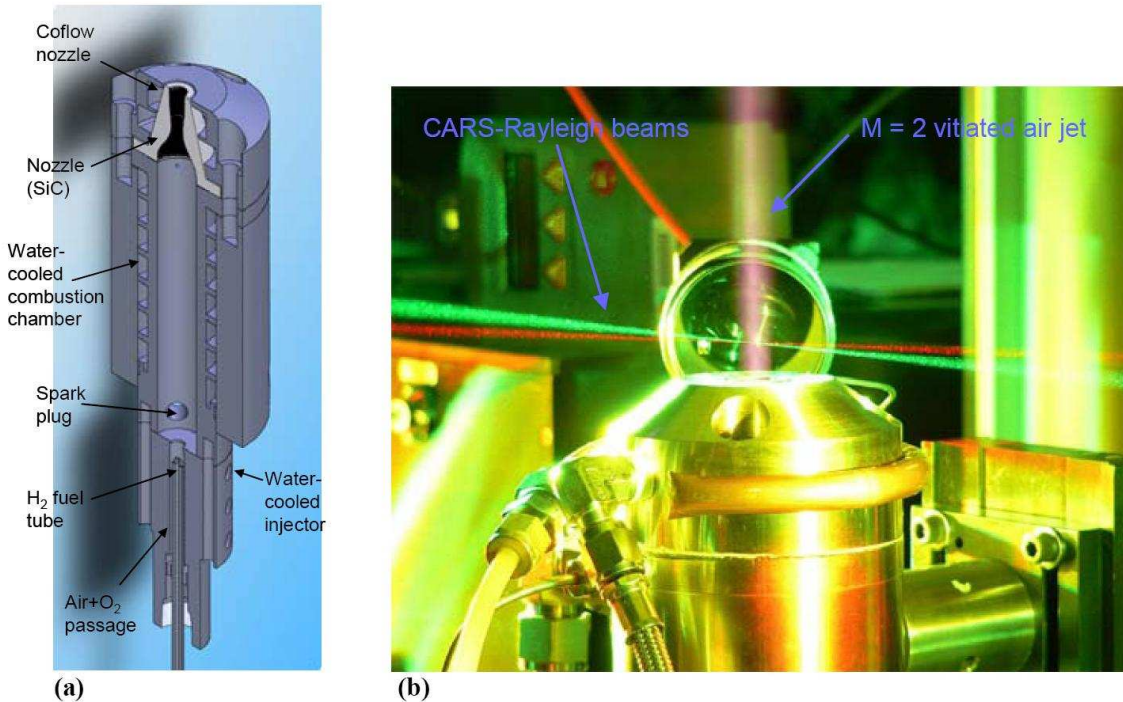 Coflow
nozzle
Nozzle
(SiC)
Water-
cooled
combustion
chamber
Spark
plug
H₂ fuel
tube
Water-
cooled
injector
Air+O₂
passage
(a)
CARS-Rayleigh beams
M = 2 vitiated air jet
(b)